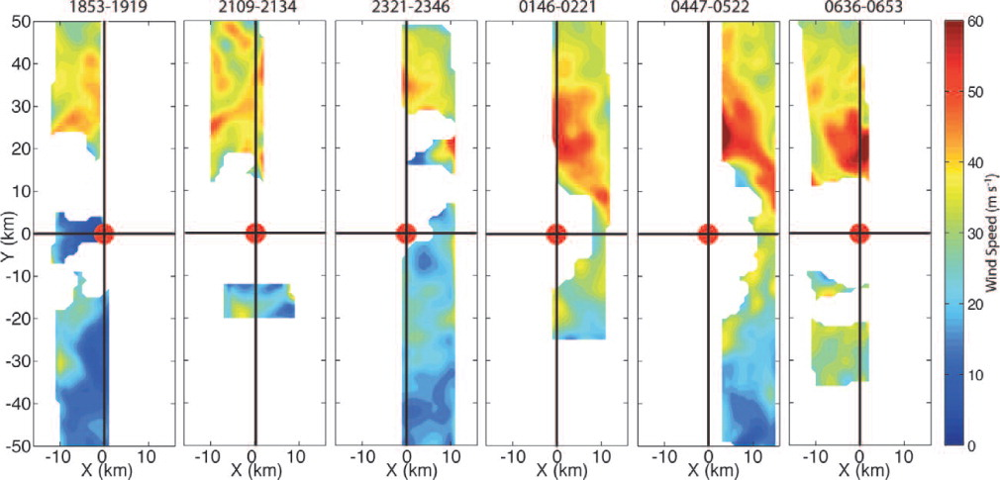 1853-1919 2109-2134 2321-2346 0146-0221 0447-0522 0636-0653
50 60
40
50
30
20 40
10
0 30
-10
20
-20
-30
10
-40
-50 0
Y (km)
Wind Speed (m s⁻¹)
-10 0 10 -10 0 10 -10 0 10 -10 0 10 -10 0 10 -10 0 10
X (km) X (km) X (km) X (km) X (km) X (km)